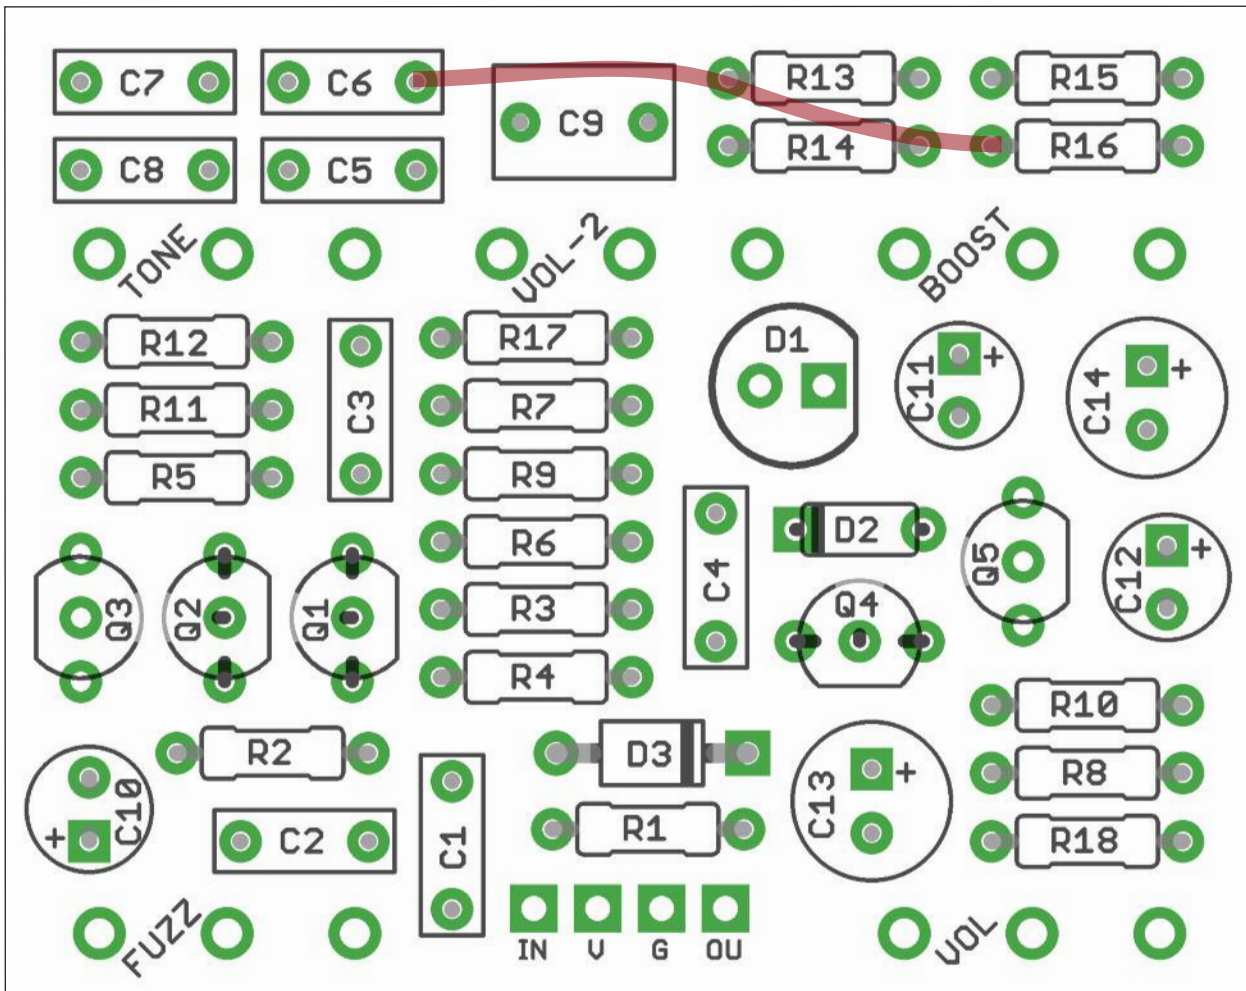 C7 C6 R13 R15
C9
C8 C5 R14 R16
TONE VOL-2 BOOST
R12 R17 D1
C11 C14
R11 C3 R7
R5 R9
R6 C4 D2 Q5 C12
Q3 Q2 Q1 R3 Q4
R4 R10
R2 D3 R8
C10 + C2 C1 R1 C13 + R18
+ + +
FUZZ IN V G OU VOL